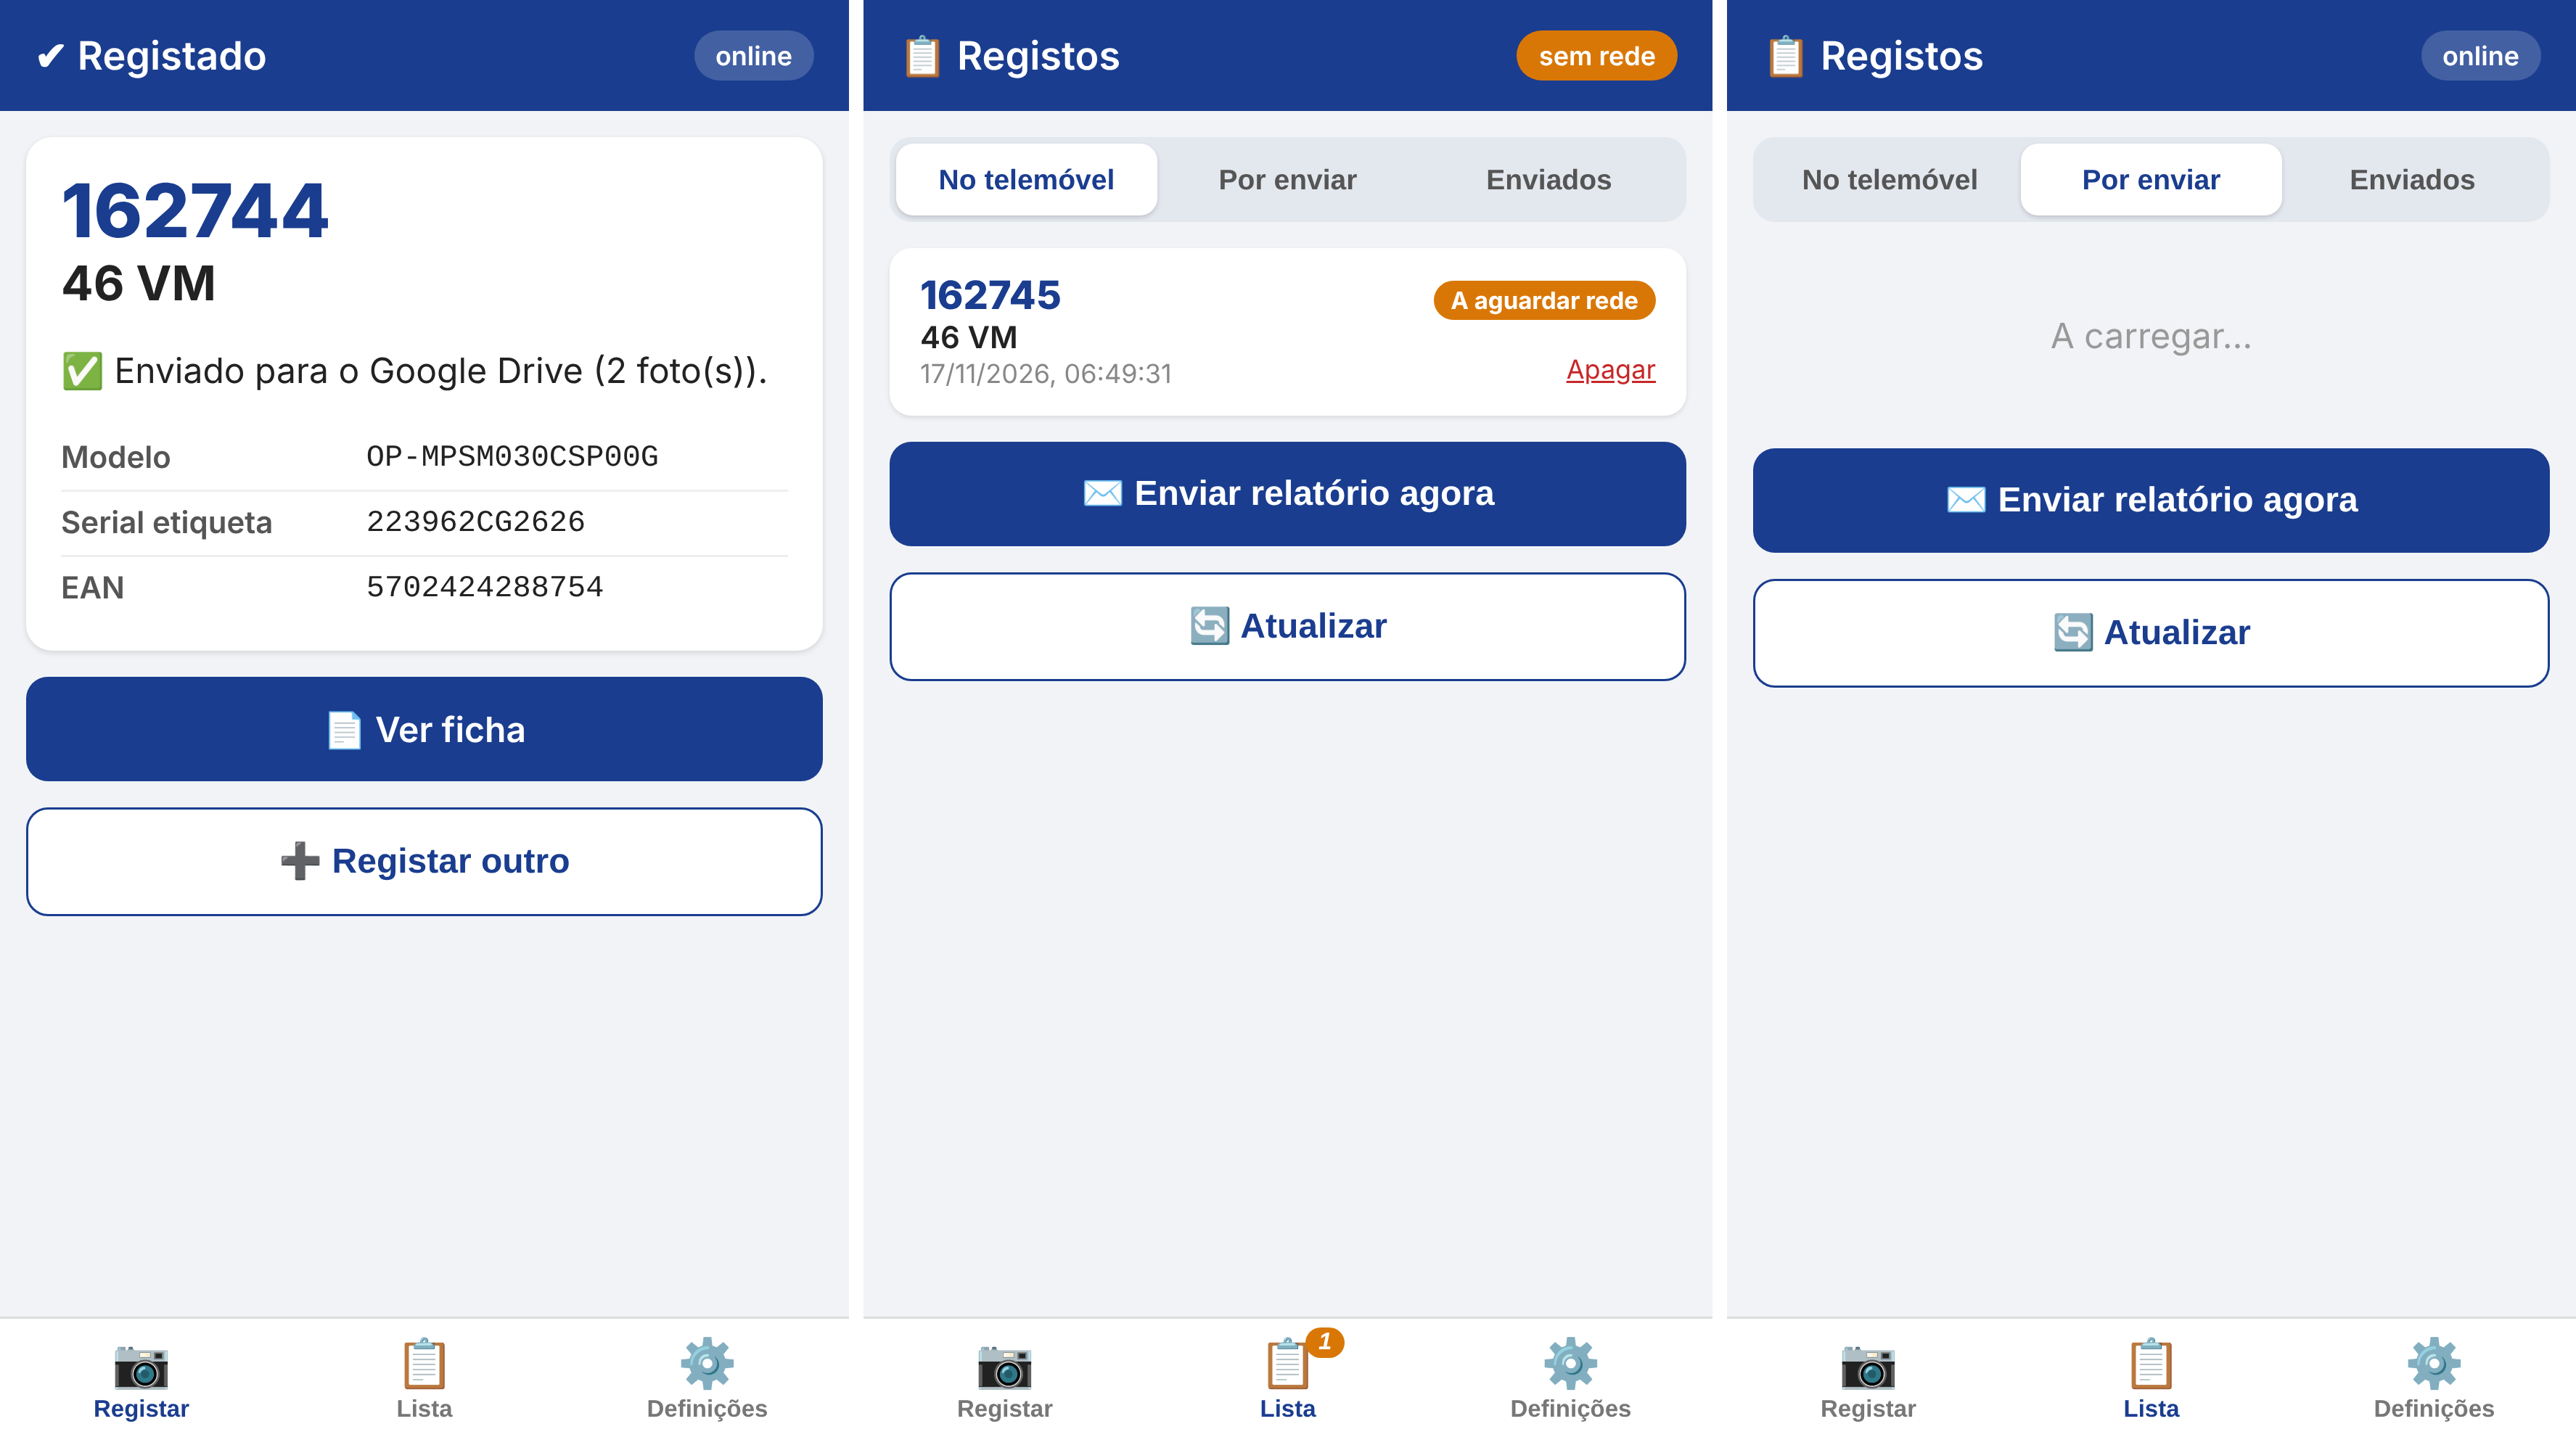 ✔ Registado
online
162744
46 VM
✅ Enviado para o Google Drive (2 foto(s)).
Modelo OP-MPSM030CSP00G
Serial etiqueta 223962CG2626
EAN 5702424288754
📄 Ver ficha
➕ Registar outro
📷 Registar
📋 Lista
⚙️ Definições
📋 Registos
sem rede
No telemóvel Por enviar Enviados
162745
A aguardar rede
46 VM
17/11/2026, 06:49:31
Apagar
✉️ Enviar relatório agora
🔄 Atualizar
📷 Registar
📋 Lista
1
⚙️ Definições
📋 Registos
online
No telemóvel Por enviar Enviados
A carregar...
✉️ Enviar relatório agora
🔄 Atualizar
📷 Registar
📋 Lista
⚙️ Definições